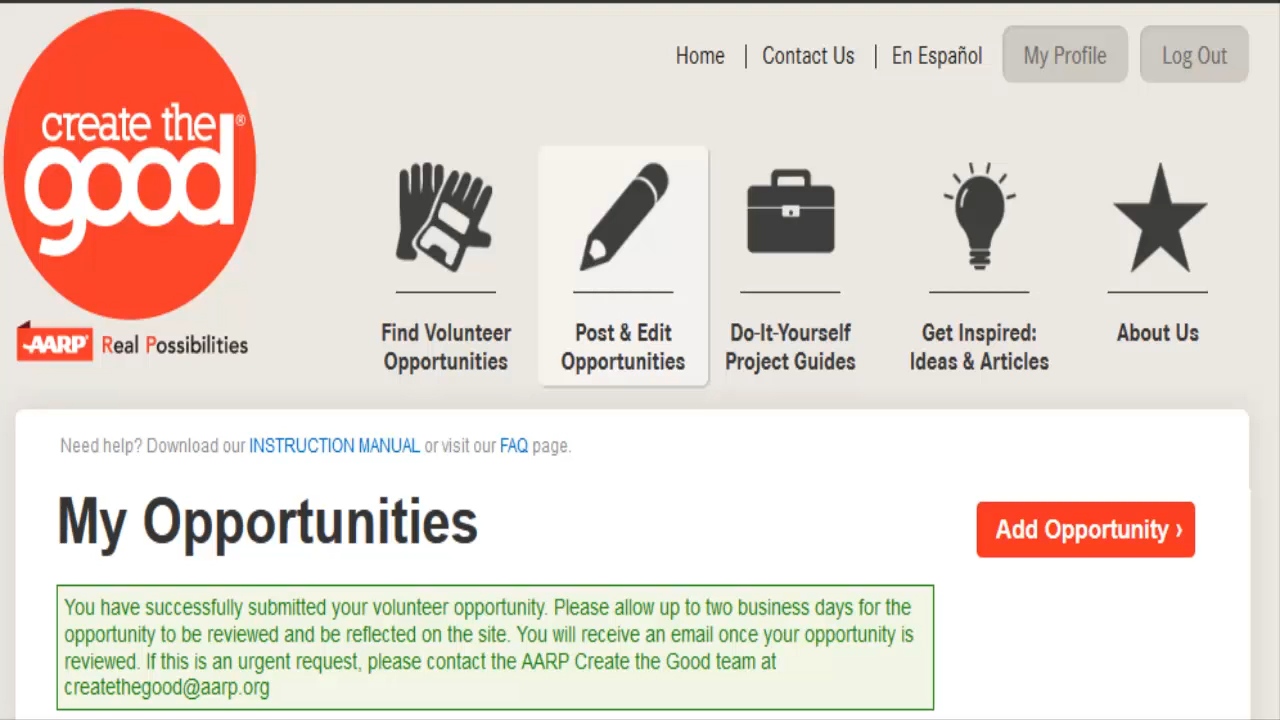 Home | Contact Us | En Español My Profile Log Out
create the
good®
AARP® Real Possibilities
Find Volunteer
Opportunities
Post & Edit
Opportunities
Do-It-Yourself
Project Guides
Get Inspired:
Ideas & Articles
About Us
Need help? Download our INSTRUCTION MANUAL or visit our FAQ page.
My Opportunities
Add Opportunity ›
You have successfully submitted your volunteer opportunity. Please allow up to two business days for the
opportunity to be reviewed and be reflected on the site. You will receive an email once your opportunity is
reviewed. If this is an urgent request, please contact the AARP Create the Good team at
createthegood@aarp.org